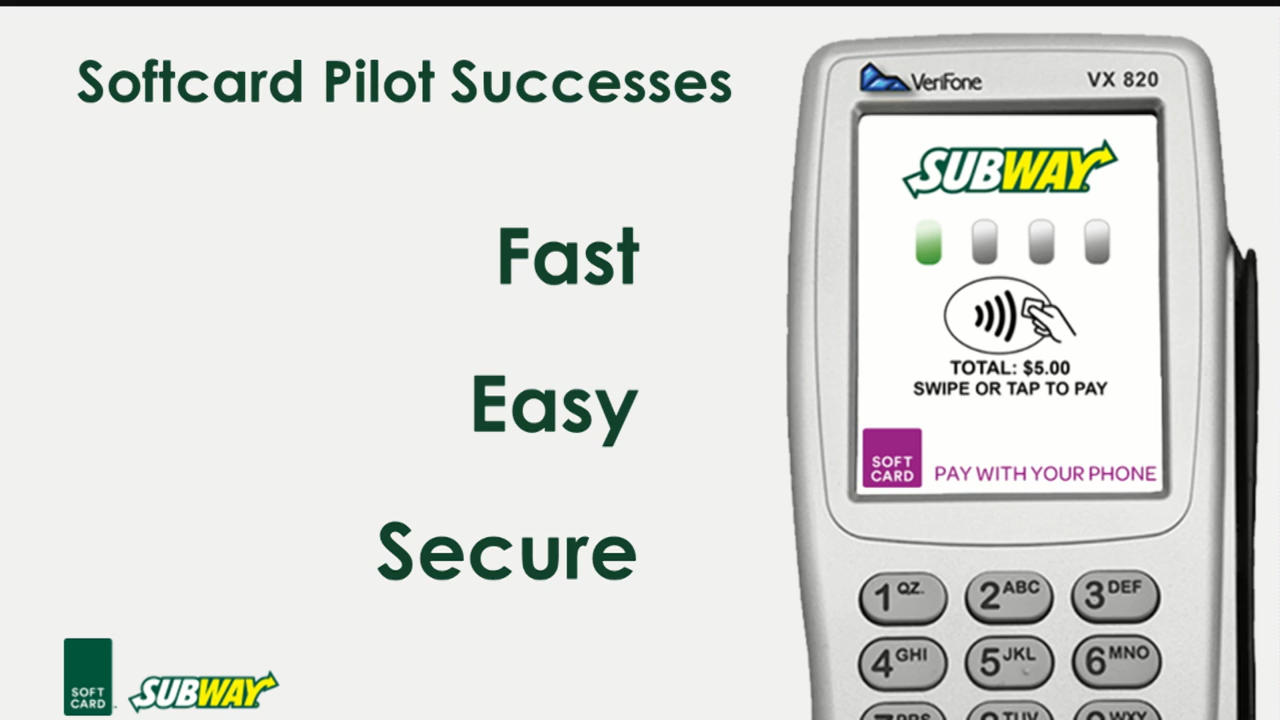 Softcard Pilot Successes
Fast
Easy
Secure
SOFT
CARD
SUBWAY
VeriFone
VX 820
SUBWAY
TOTAL: $5.00
SWIPE OR TAP TO PAY
SOFT
CARD
PAY WITH YOUR PHONE
1 QZ.
2 ABC
3 DEF
4 GHI
5 JKL
6 MNO